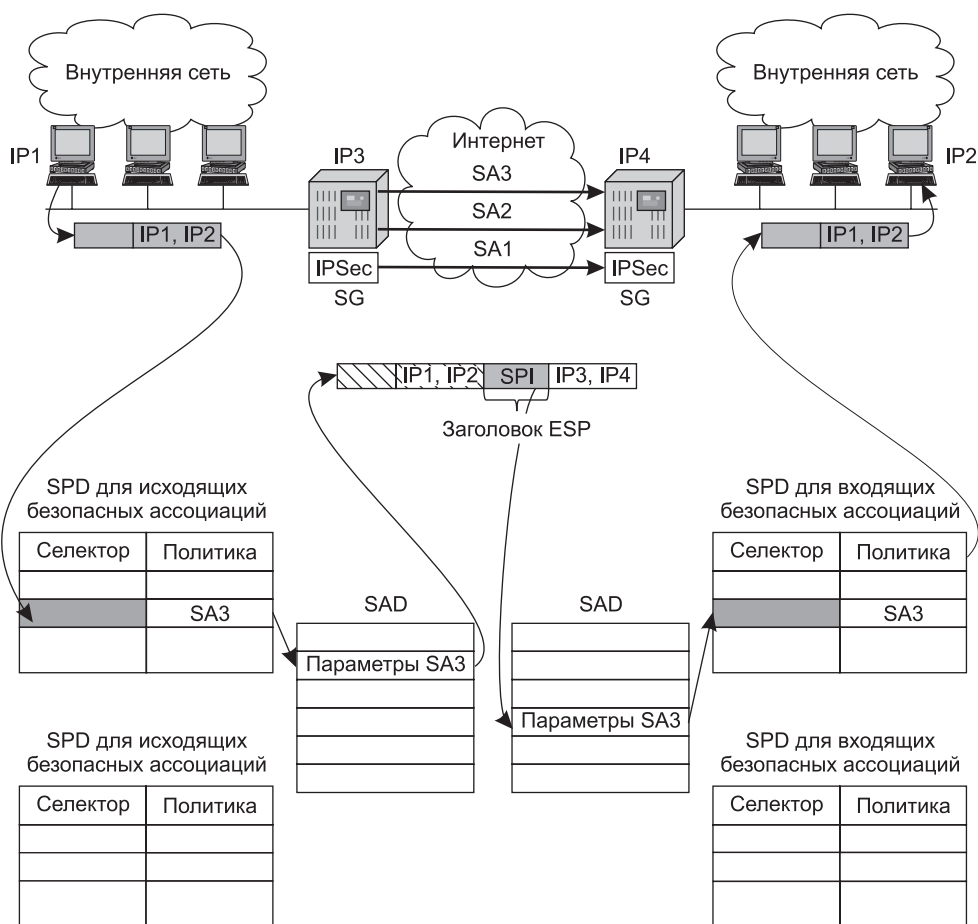 Внутренняя сеть
Внутренняя сеть
Интернет
IP1
IP3
IP4
IP2
SA3
SA2
SA1
IP1, IP2
IP1, IP2
IPSec
IPSec
SG
SG
IP1, IP2 SPI IP3, IP4
Заголовок ESP
SPD для исходящих
безопасных ассоциаций
Селектор Политика
SA3
SAD
Параметры SA3
SAD
Параметры SA3
SPD для входящих
безопасных ассоциаций
Селектор Политика
SA3
SPD для исходящих
безопасных ассоциаций
Селектор Политика
SPD для входящих
безопасных ассоциаций
Селектор Политика